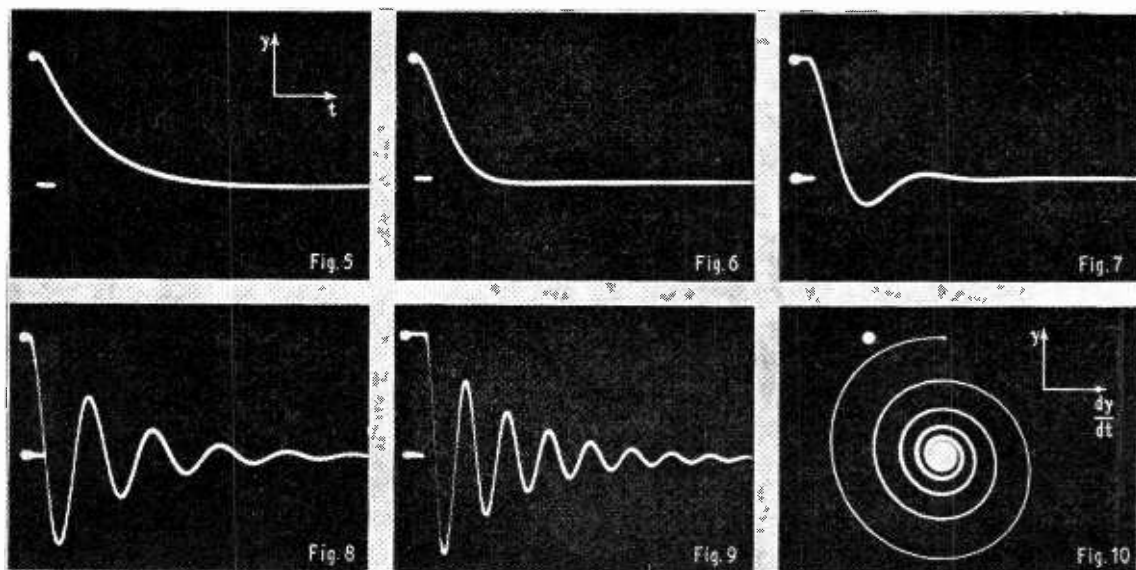 y
t
Fig. 5
Fig. 6
Fig. 7
Fig. 8
Fig. 9
y
dy
dt
Fig. 10